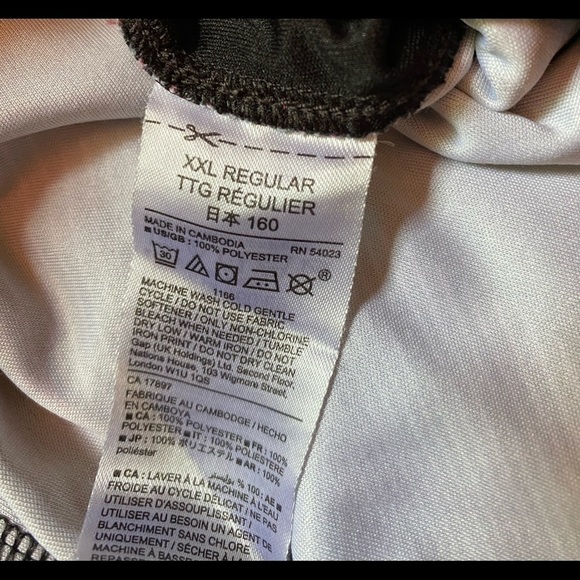 XXL REGULAR
TTG RÉGULIER
日本 160
MADE IN CAMBODIA RN 54023
■ US/GB : 100% POLYESTER
30
®
1166
MACHINE WASH COLD GENTLE
CYCLE / DO NOT USE FABRIC
SOFTENER / ONLY NON-CHLORINE
BLEACH WHEN NEEDED / TUMBLE
DRY LOW / WARM IRON / DO NOT
IRON PRINT / DO NOT DRY CLEAN
Gap (UK Holdings) Ltd. Second Floor,
Nations House, 103 Wigmore Street,
London W1U 1QS
CA 17897
FABRIQUE AU CAMBODGE / HECHO
EN CAMBOYA
■ CA : 100% POLYESTER ■ FR : 100%
POLYESTER ■ IT : 100% POLIESTERE
■ JP : 100% ポリエステル ■ AR : 100%
poliéster
بوليستر % 100 : AE ■
■ CA : LAVER À LA MACHINE À L'EAU
FROIDE AU CYCLE DÉLICAT / NE PAS
UTILISER D'ASSOUPLISSANT /
UTILISER AU BESOIN UN AGENT DE
BLANCHIMENT SANS CHLORE
UNIQUEMENT / SÉCHER À LA
MACHINE À BASSE